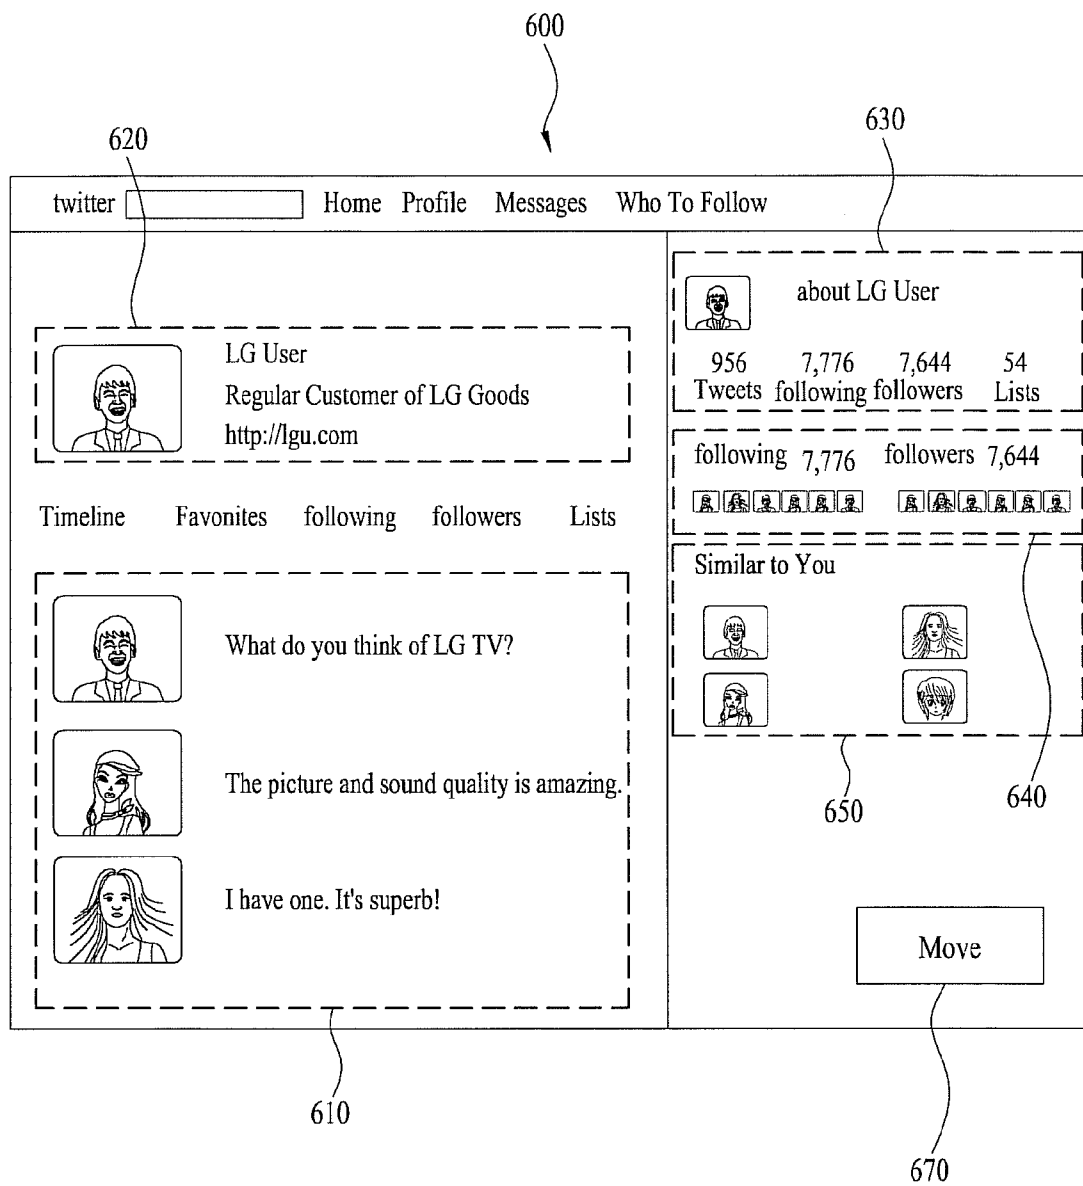 600
620
630
twitter Home Profile Messages Who To Follow
LG User
Regular Customer of LG Goods
http://lgu.com
Timeline Favonites following followers Lists
What do you think of LG TV?
The picture and sound quality is amazing.
I have one. It's superb!
about LG User
956 7,776 7,644 54
Tweets following followers Lists
following 7,776 followers 7,644
Similar to You
650
640
Move
610
670